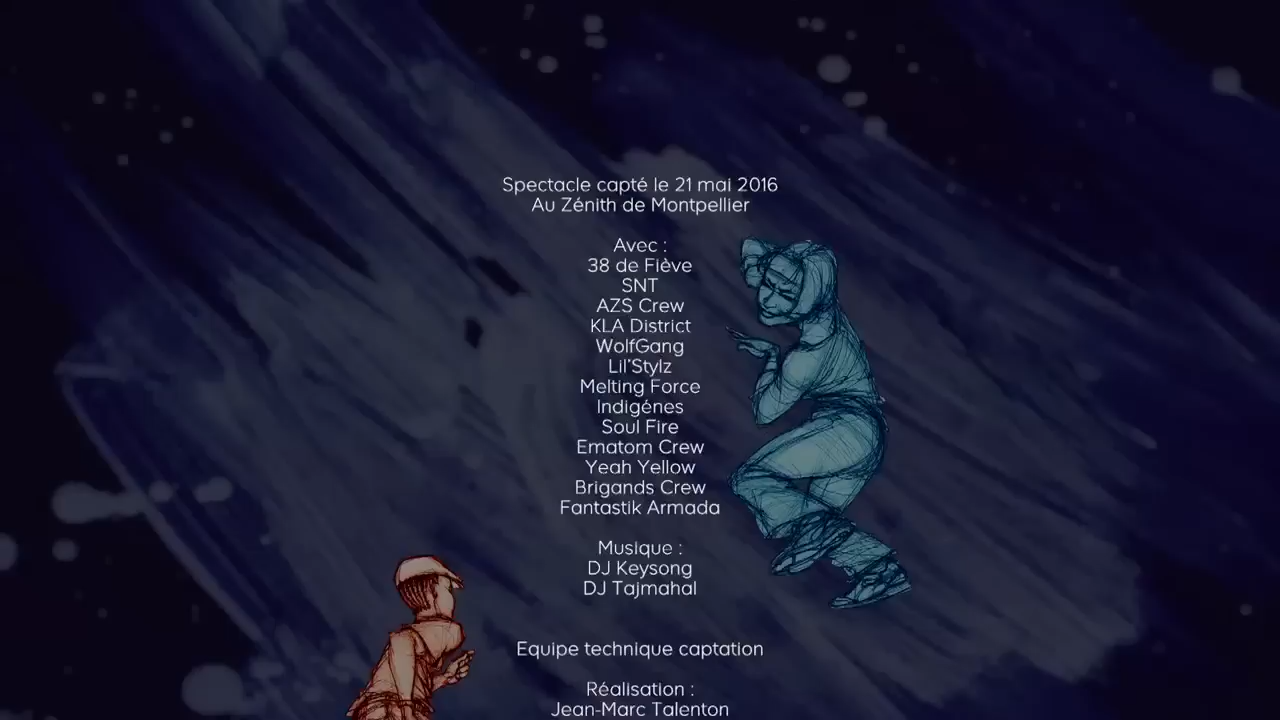 Spectacle capté le 21 mai 2016
Au Zénith de Montpellier
Avec :
38 de Fiève
SNT
AZS Crew
KLA District
WolfGang
Lil'Stylz
Melting Force
Indigénes
Soul Fire
Ematom Crew
Yeah Yellow
Brigands Crew
Fantastik Armada
Musique :
DJ Keysong
DJ Tajmahal
Equipe technique captation
Réalisation :
Jean-Marc Talenton